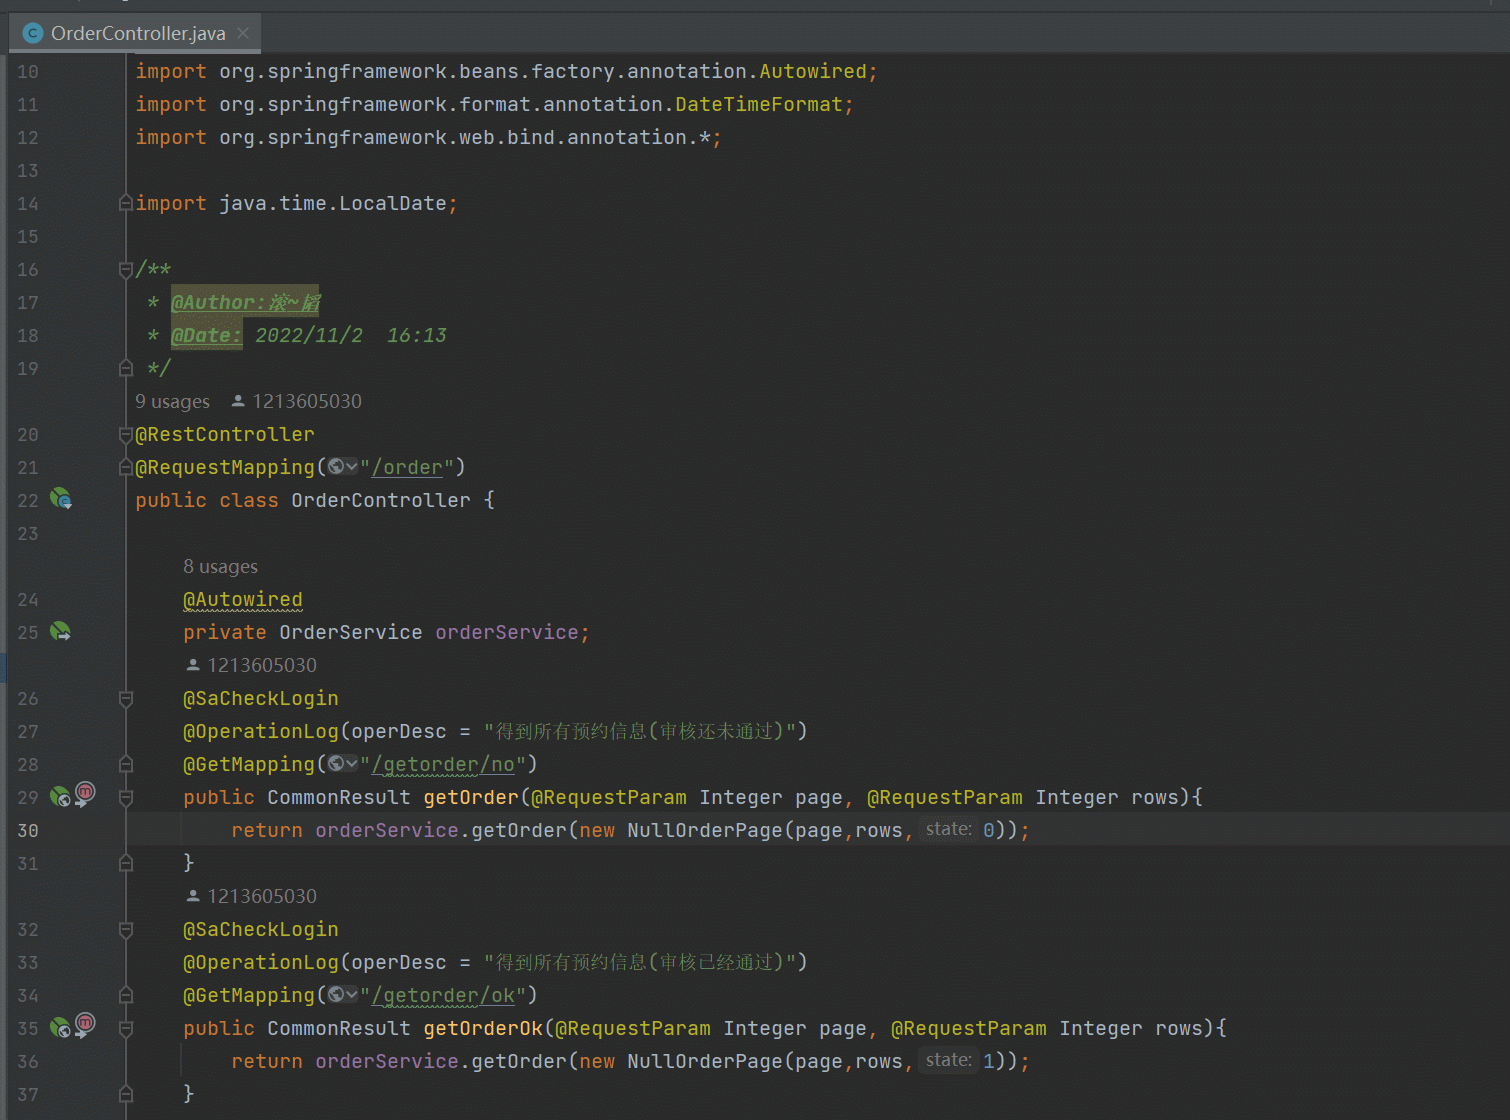 OrderController.java
10 import org.springframework.beans.factory.annotation.Autowired;
11 import org.springframework.format.annotation.DateTimeFormat;
12 import org.springframework.web.bind.annotation.*;
13
14 import java.time.LocalDate;
15
16 /**
17 * @Author:滚~韬
18 * @Date: 2022/11/2  16:13
19 */
9 usages 1213605030
20 @RestController
21 @RequestMapping("/order")
22 public class OrderController {
23
8 usages
24 @Autowired
25 private OrderService orderService;
1213605030
26 @SaCheckLogin
27 @OperationLog(operDesc = "得到所有预约信息(审核还未通过)")
28 @GetMapping("/getorder/no")
29 public CommonResult getOrder(@RequestParam Integer page, @RequestParam Integer rows){
30 return orderService.getOrder(new NullOrderPage(page,rows, state: 0));
31 }
1213605030
32 @SaCheckLogin
33 @OperationLog(operDesc = "得到所有预约信息(审核已经通过)")
34 @GetMapping("/getorder/ok")
35 public CommonResult getOrderOk(@RequestParam Integer page, @RequestParam Integer rows){
36 return orderService.getOrder(new NullOrderPage(page,rows, state: 1));
37 }